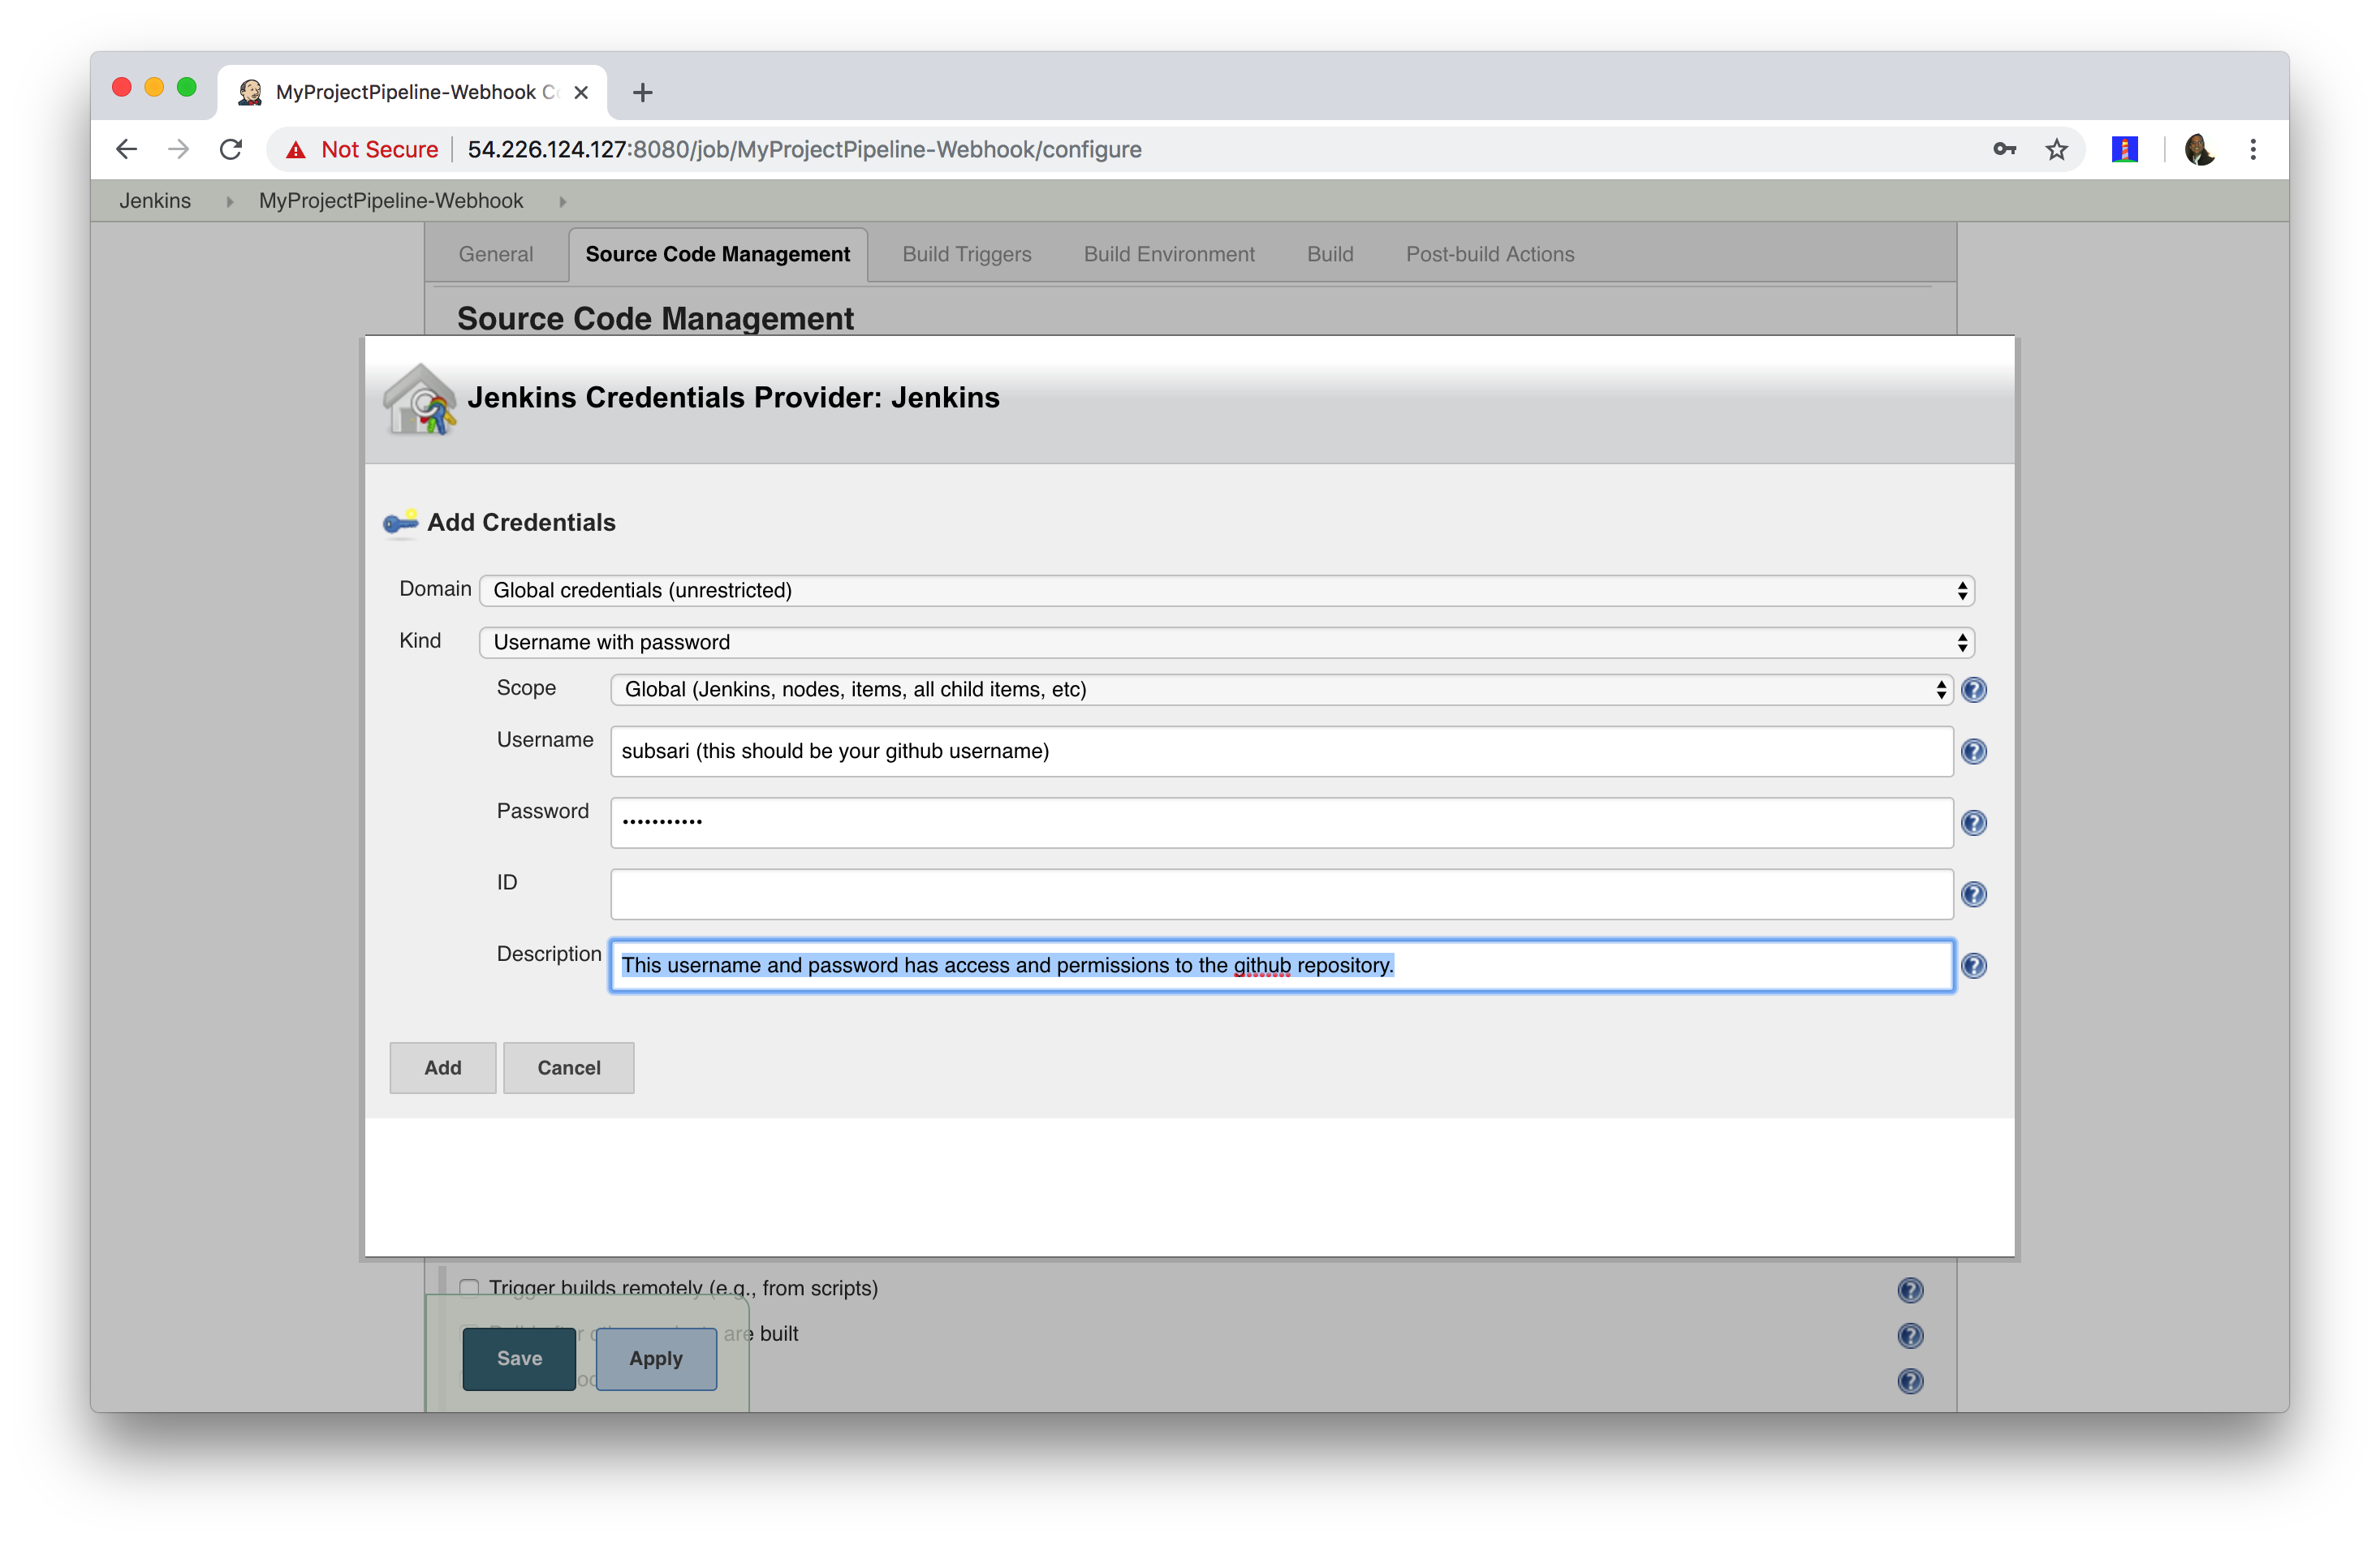 MyProjectPipeline-Webhook Co
Not Secure 54.226.124.127:8080/job/MyProjectPipeline-Webhook/configure
Jenkins MyProjectPipeline-Webhook
General Source Code Management Build Triggers Build Environment Build Post-build Actions
Source Code Management
Jenkins Credentials Provider: Jenkins
Add Credentials
Domain Global credentials (unrestricted)
Kind Username with password
Scope Global (Jenkins, nodes, items, all child items, etc)
Username subsari (this should be your github username)
Password ···········
ID
Description This username and password has access and permissions to the github repository.
Add Cancel
Trigger builds remotely (e.g., from scripts)
are built
Save Apply